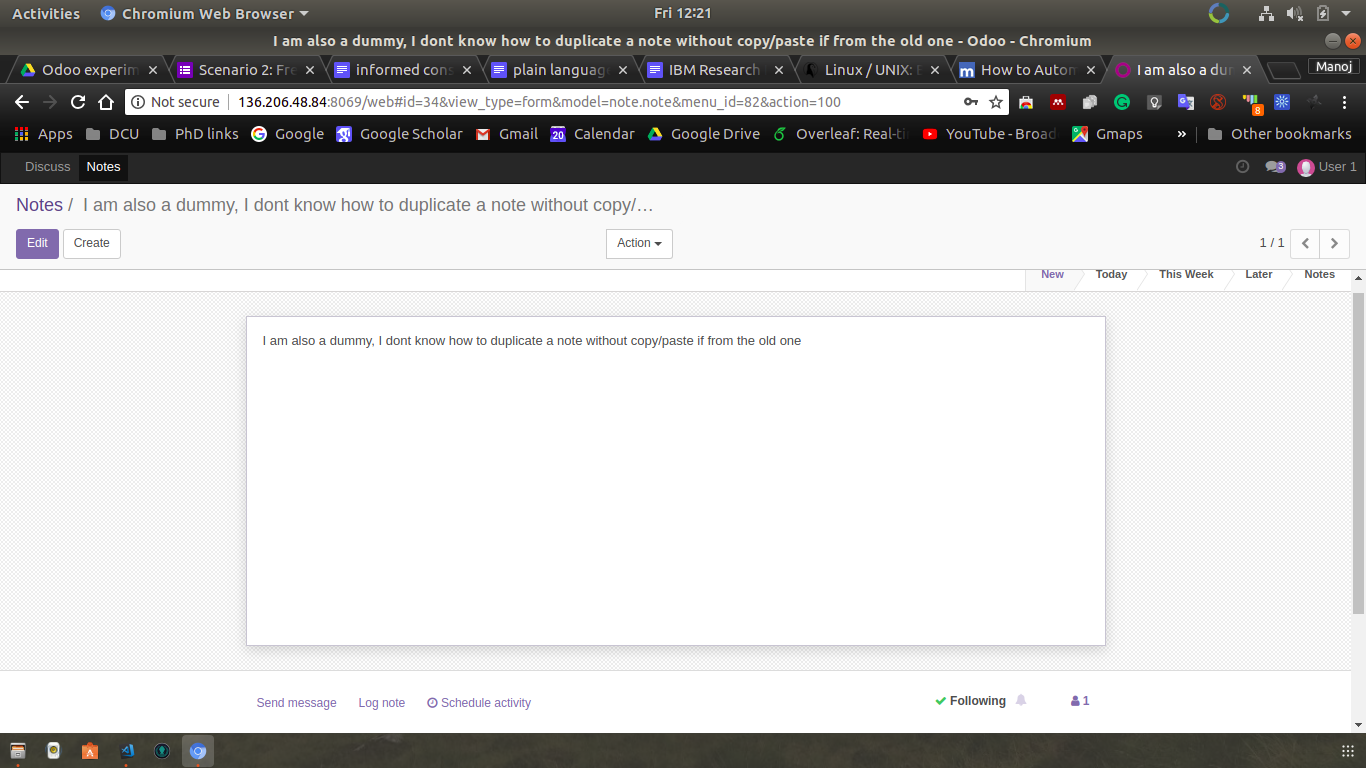 Activities Chromium Web Browser Fri 12:21
I am also a dummy, I dont know how to duplicate a note without copy/paste if from the old one - Odoo - Chromium
Odoo experim Scenario 2: Fre informed cons plain language IBM Research Linux / UNIX: How to Autom I am also a dur Manoj
Not secure 136.206.48.84:8069/web#id=34&view_type=form&model=note.note&menu_id=82&action=100 8
Apps DCU PhD links Google Google Scholar Gmail 20 Calendar Google Drive Overleaf: Real-ti YouTube - Broad Gmaps » Other bookmarks
Discuss Notes 3 User 1
Notes / I am also a dummy, I dont know how to duplicate a note without copy/…
Edit Create Action 1 / 1
New Today This Week Later Notes
I am also a dummy, I dont know how to duplicate a note without copy/paste if from the old one
Send message Log note Schedule activity Following 1